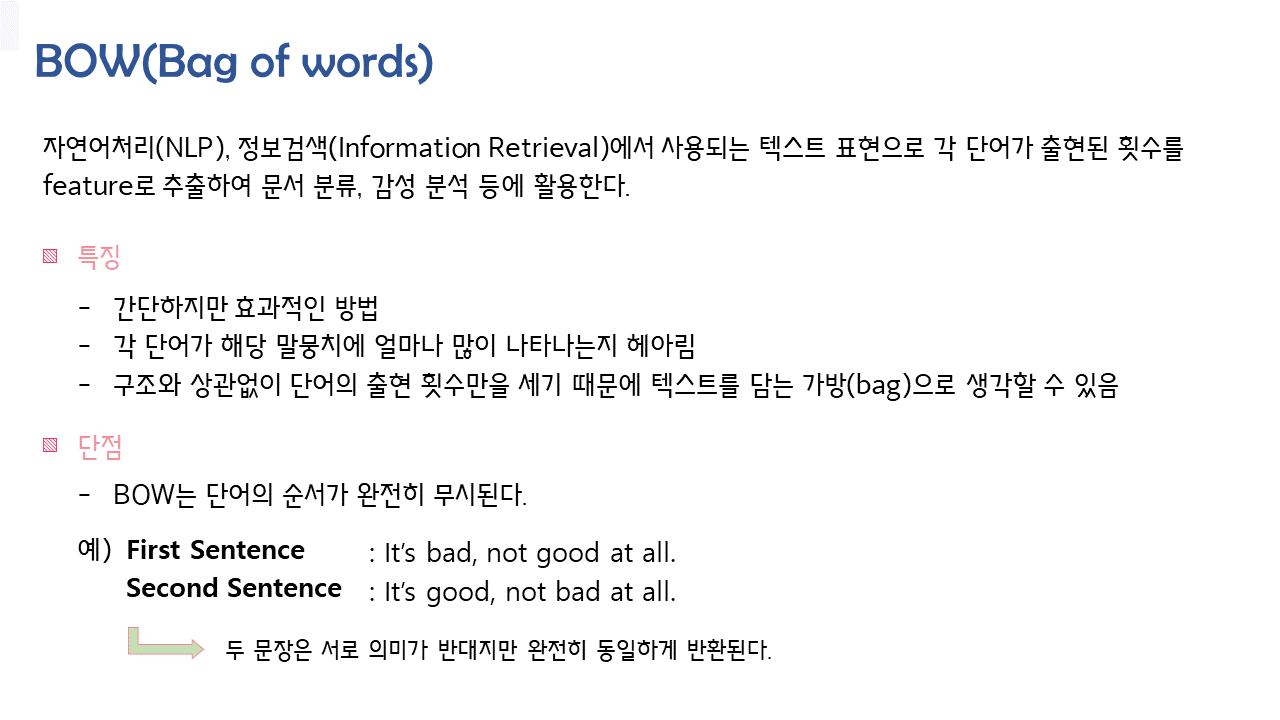 BOW(Bag of words)
자연어처리(NLP), 정보검색(Information Retrieval)에서 사용되는 텍스트 표현으로 각 단어가 출현된 횟수를
feature로 추출하여 문서 분류, 감성 분석 등에 활용한다.
특징
- 간단하지만 효과적인 방법
- 각 단어가 해당 말뭉치에 얼마나 많이 나타나는지 헤아림
- 구조와 상관없이 단어의 출현 횟수만을 세기 때문에 텍스트를 담는 가방(bag)으로 생각할 수 있음
단점
- BOW는 단어의 순서가 완전히 무시된다.
예) First Sentence : It's bad, not good at all.
Second Sentence : It's good, not bad at all.
두 문장은 서로 의미가 반대지만 완전히 동일하게 반환된다.